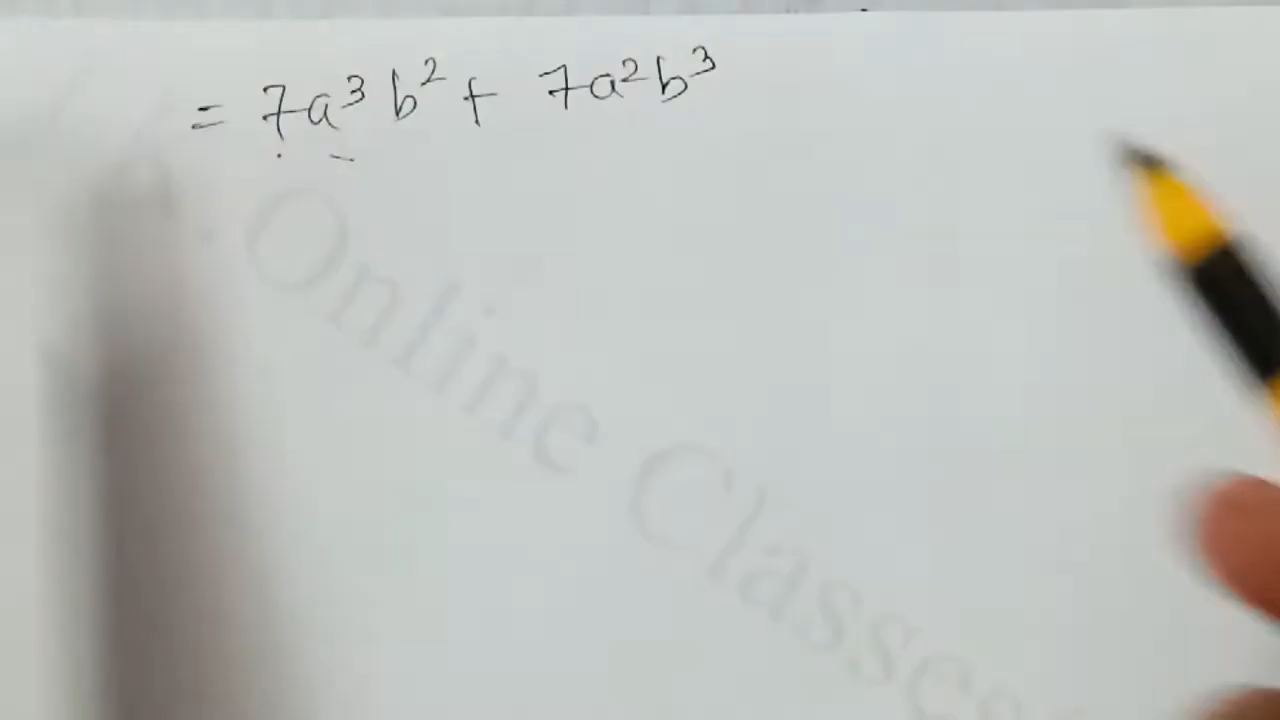 = 7a³b² + 7a²b³
Online Classes